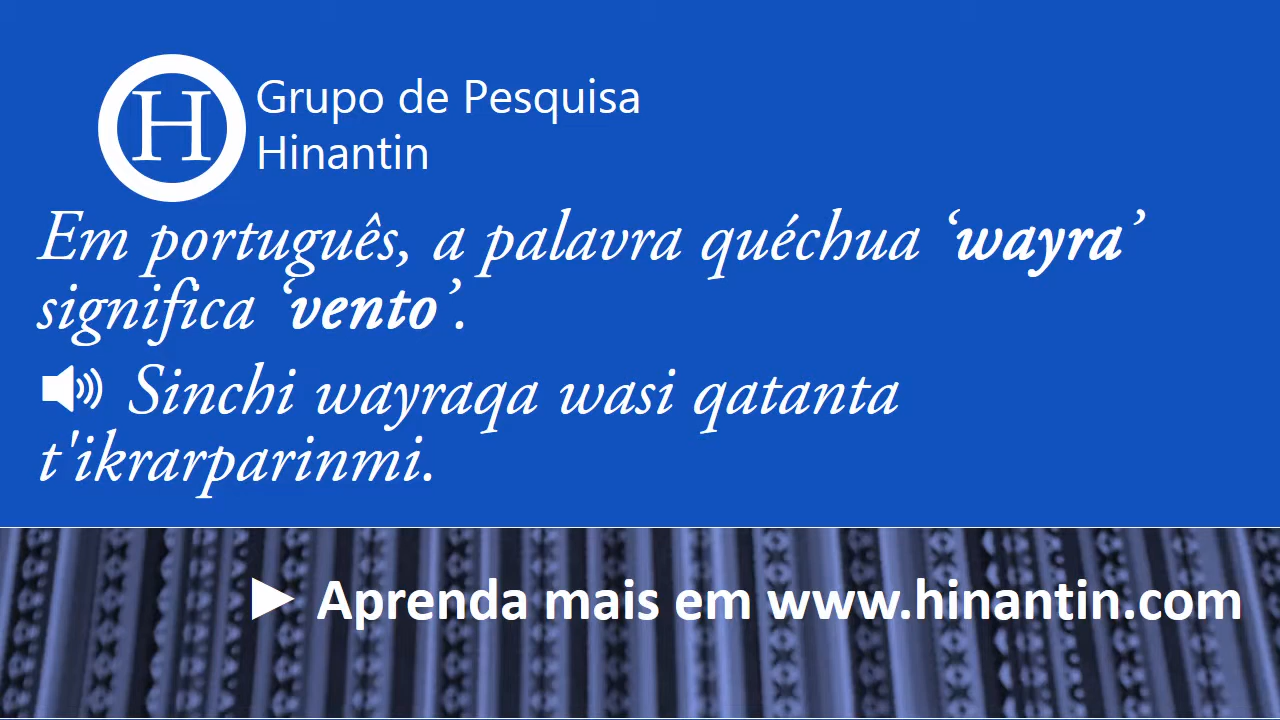 H
Grupo de Pesquisa
Hinantin
Em português, a palavra quéchua ‘wayra’
significa ‘vento’.
Sinchi wayraqa wasi qatanta
t'ikrarparinmi.
► Aprenda mais em www.hinantin.com